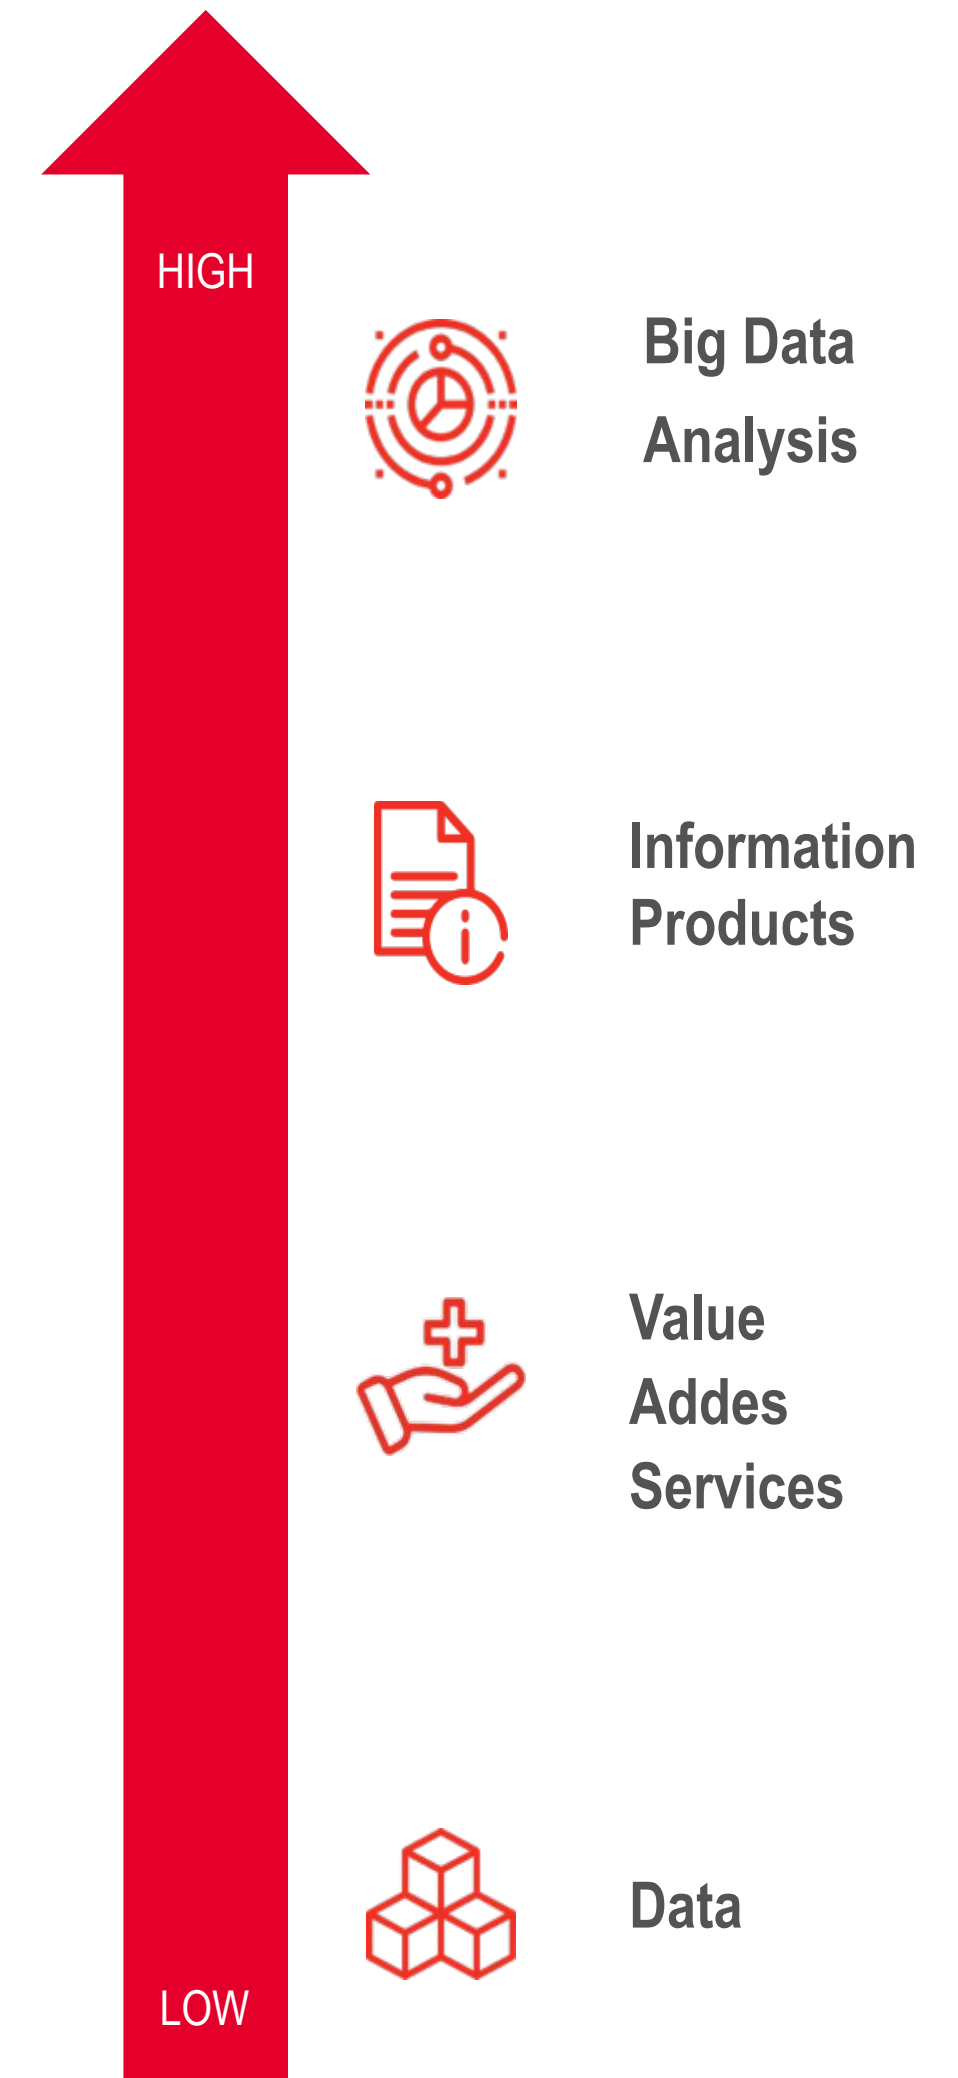 HIGH
Big Data
Analysis
Information
Products
Value
Addes
Services
Data
LOW